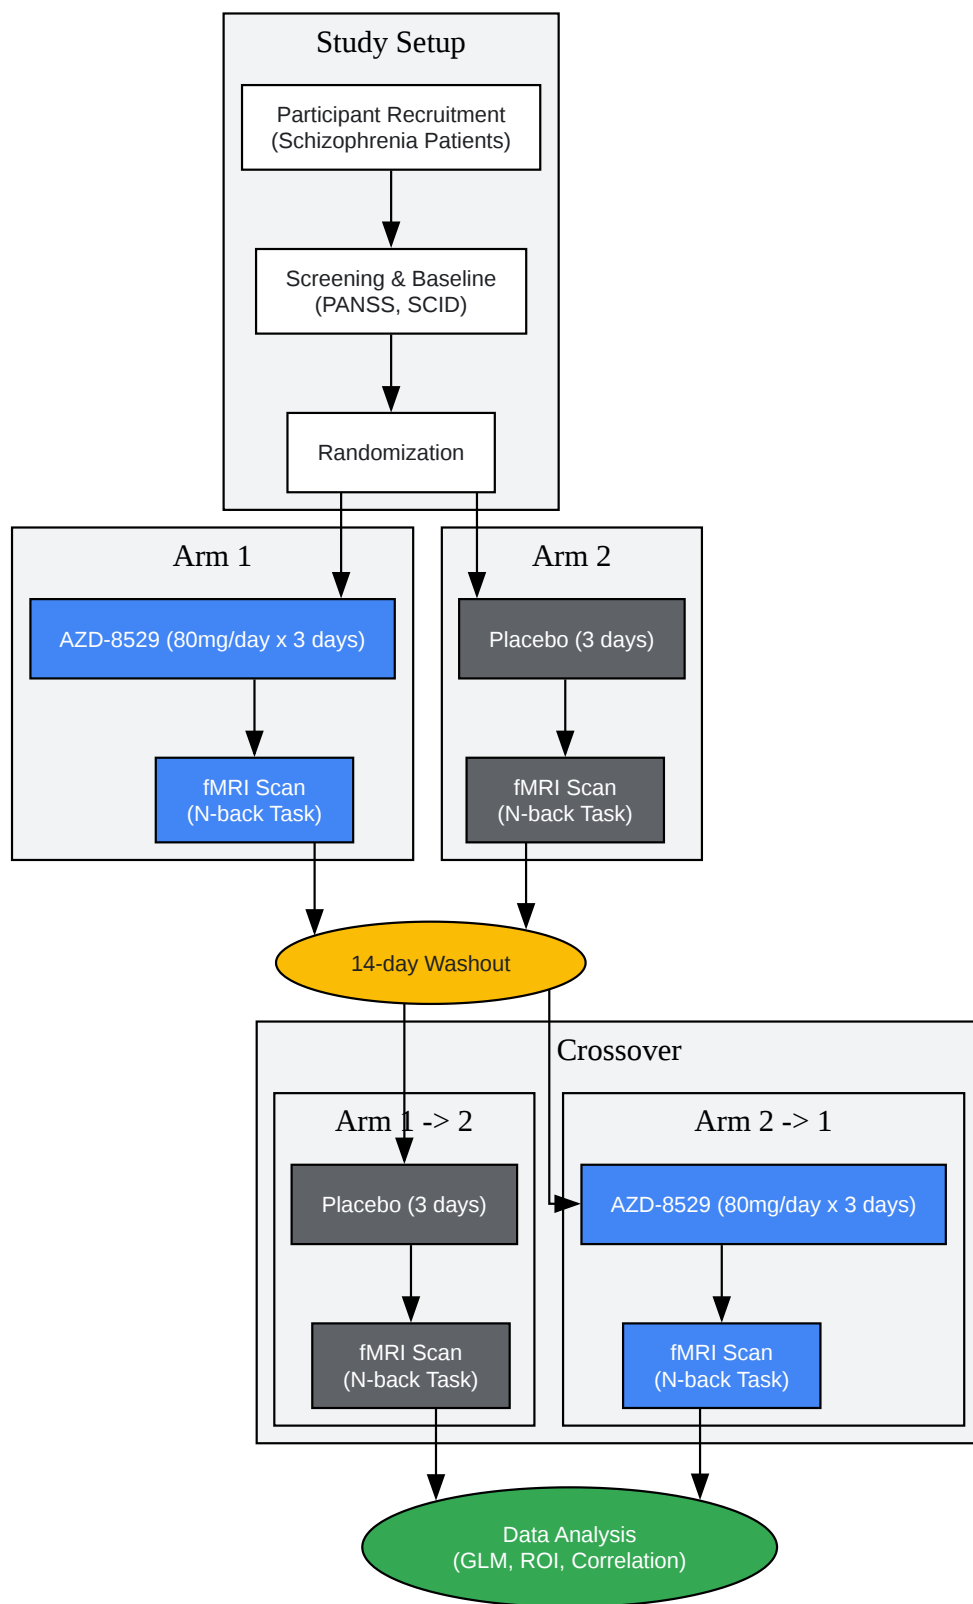 Study Setup
Participant Recruitment
(Schizophrenia Patients)
Screening & Baseline
(PANSS, SCID)
Randomization
Arm 1
AZD-8529 (80mg/day x 3 days)
fMRI Scan
(N-back Task)
Arm 2
Placebo (3 days)
fMRI Scan
(N-back Task)
14-day Washout
Crossover
Arm 1 -> 2
Placebo (3 days)
fMRI Scan
(N-back Task)
Arm 2 -> 1
AZD-8529 (80mg/day x 3 days)
fMRI Scan
(N-back Task)
Data Analysis
(GLM, ROI, Correlation)